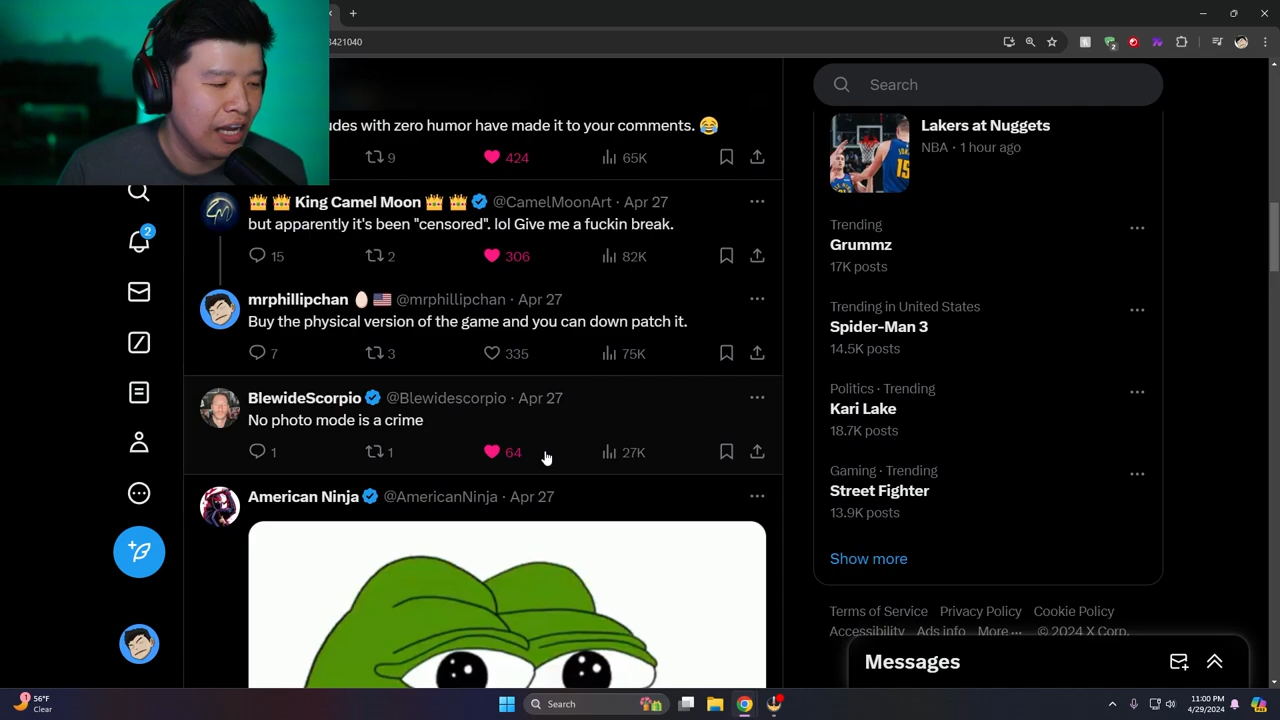 3421040
Search
udes with zero humor have made it to your comments. 😂
9
424
65K
Lakers at Nuggets
NBA · 1 hour ago
👑 👑 King Camel Moon 👑 👑 @CamelMoonArt · Apr 27
but apparently it's been "censored". lol Give me a fuckin break.
15
2
306
82K
Trending
Grummz
17K posts
2
mrphillipchan 🥚 🇺🇸 @mrphillipchan · Apr 27
Buy the physical version of the game and you can down patch it.
7
3
335
75K
Trending in United States
Spider-Man 3
14.5K posts
BlewideScorpio @Blewidescorpio · Apr 27
No photo mode is a crime
1
1
64
27K
Politics · Trending
Kari Lake
18.7K posts
Gaming · Trending
Street Fighter
13.9K posts
American Ninja @AmericanNinja · Apr 27
Show more
Terms of Service Privacy Policy Cookie Policy
Accessibility Ads info More ··· © 2024 X Corp.
Messages
56°F
Clear
Search
11:00 PM
4/29/2024